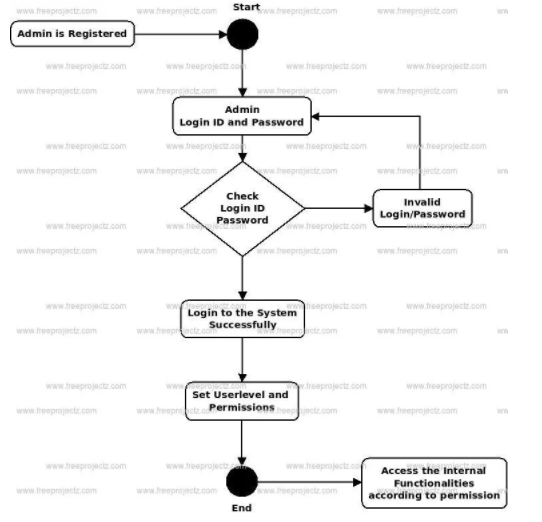 Start
Admin is Registered
Admin
Login ID and Password
Check
Login ID
Password
Invalid
Login/Password
Login to the System
Successfully
Set Userlevel and
Permissions
End
Access the Internal
Functionalities
according to permission
www.freeprojectz.com